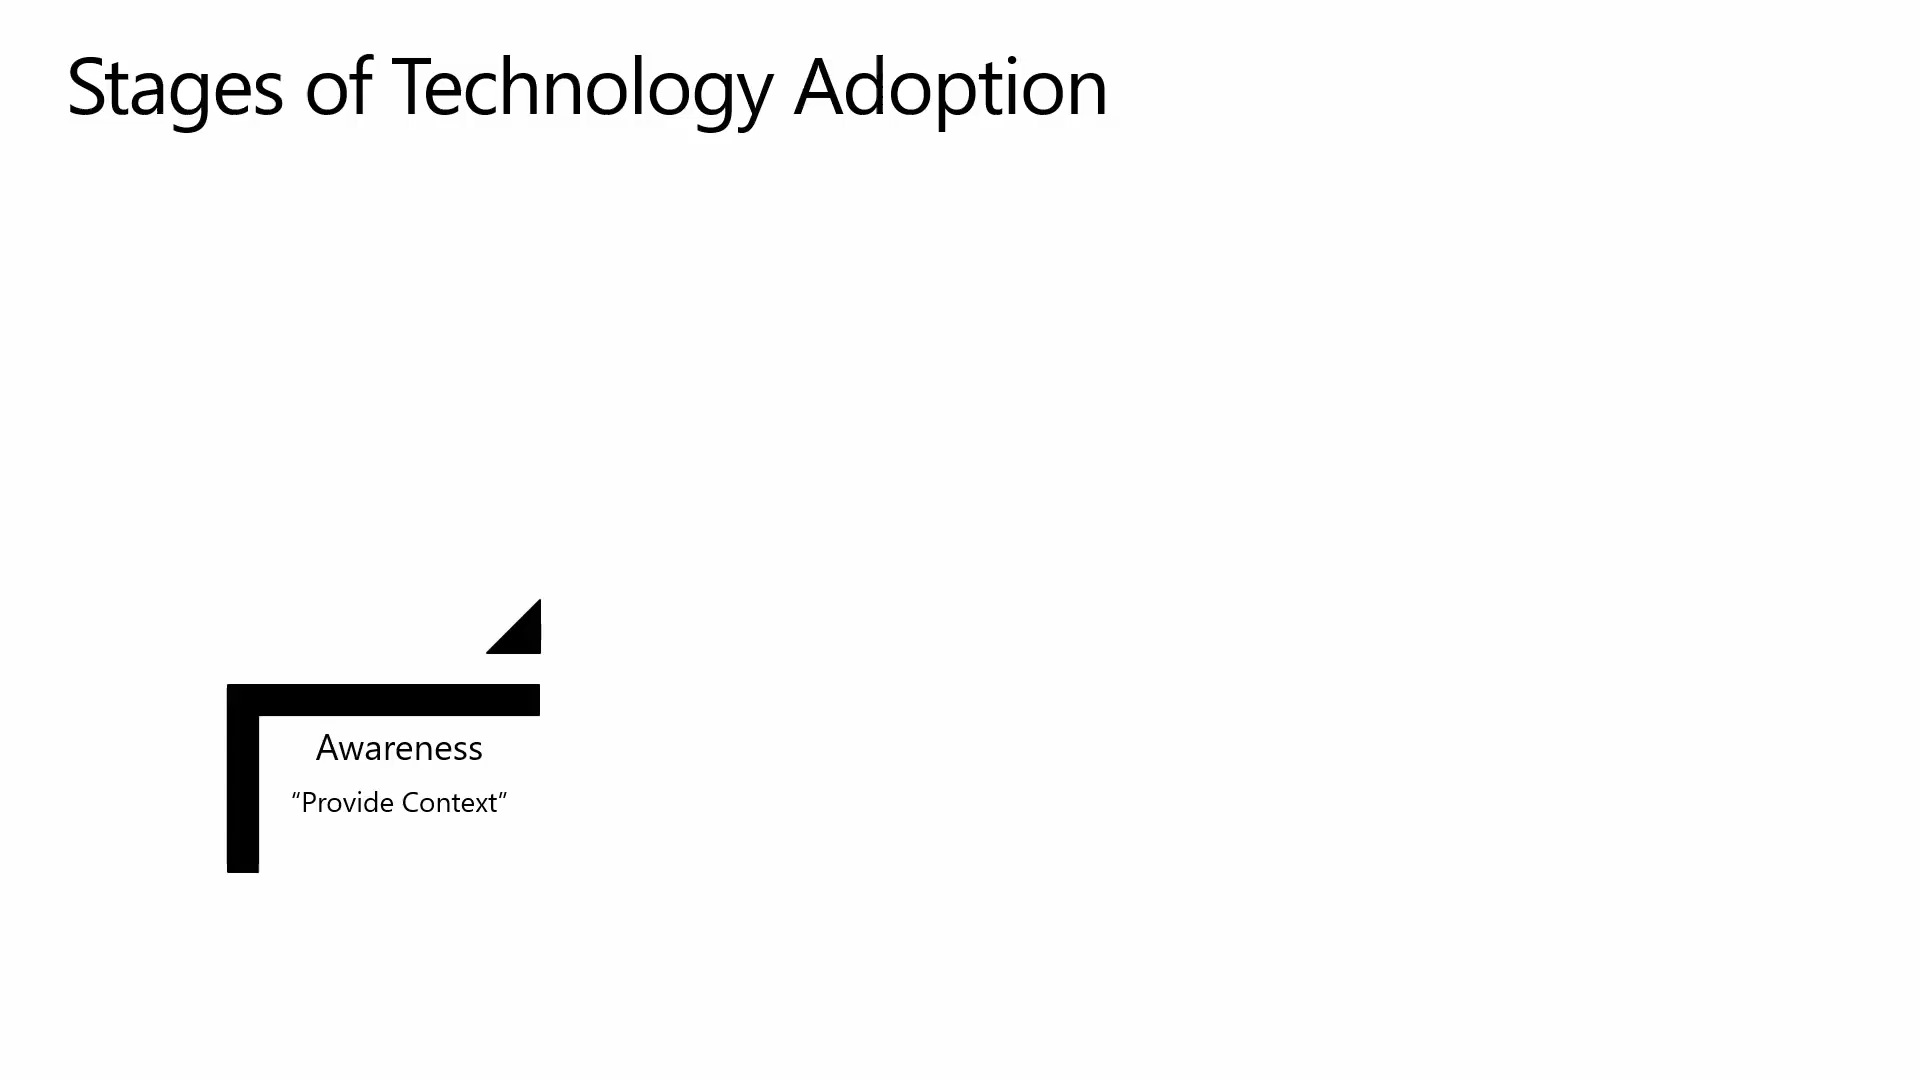 Stages of Technology Adoption
Awareness
“Provide Context”